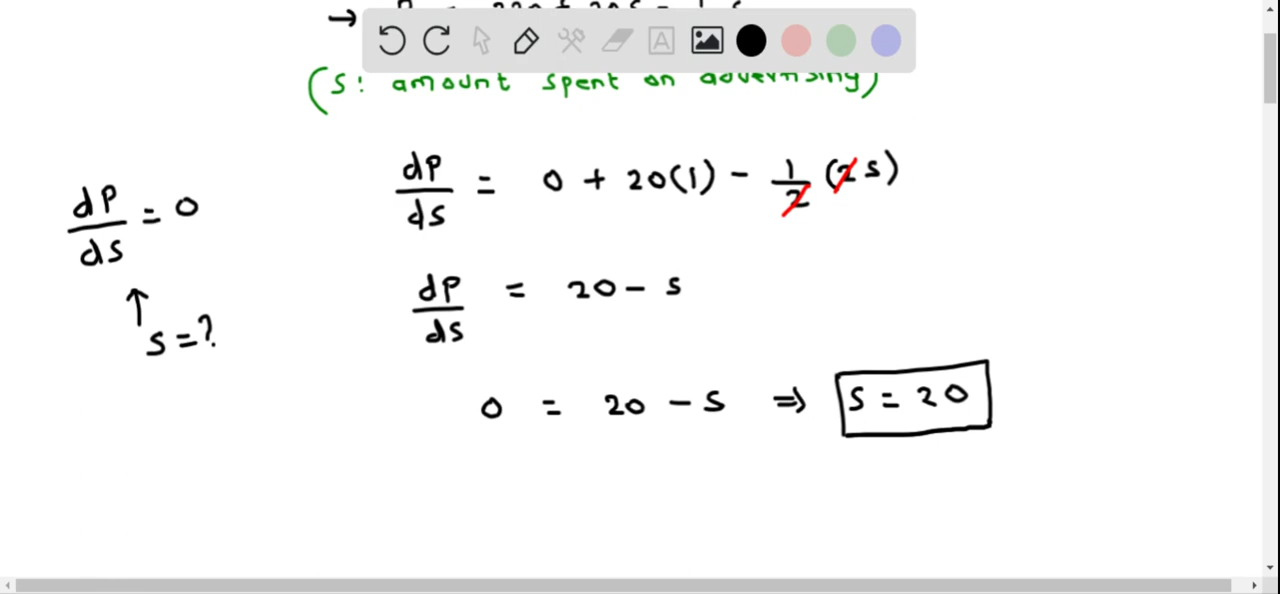 →
(s: amount spent on advertising)
dP/ds = 0 + 20(1) - 1/2 (2s)
dP/ds = 0
dP/ds = 20 - s
↑
s = ?
0 = 20 - s ⇒ s = 20
A